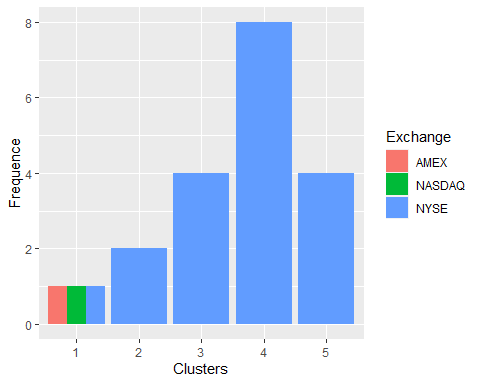 8
6
4
2
0
Frequence
1 2 3 4 5
Clusters
Exchange
AMEX
NASDAQ
NYSE